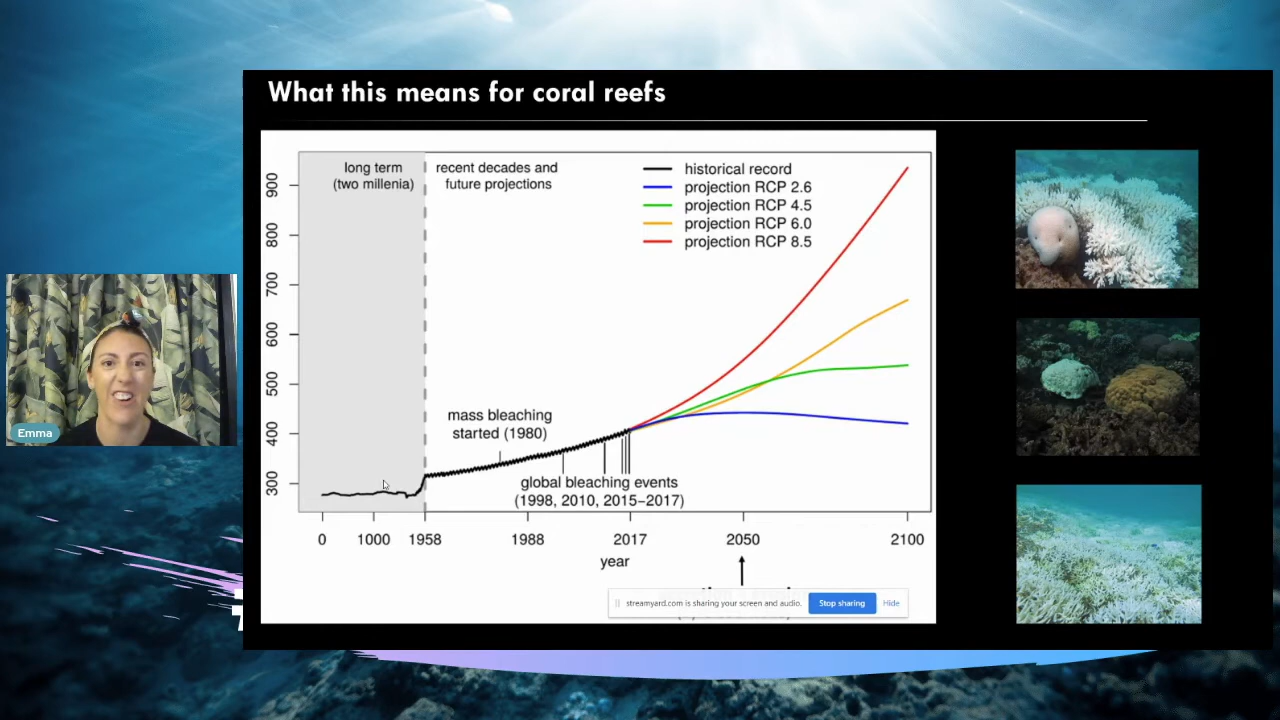 What this means for coral reefs
long term
(two millenia)
recent decades and
future projections
historical record
projection RCP 2.6
projection RCP 4.5
projection RCP 6.0
projection RCP 8.5
900
800
700
600
500
400
300
mass bleaching
started (1980)
global bleaching events
(1998, 2010, 2015–2017)
0
1000
1958
1988
2017
2050
2100
year
streamyard.com is sharing your screen and audio.
Stop sharing
Hide
Emma